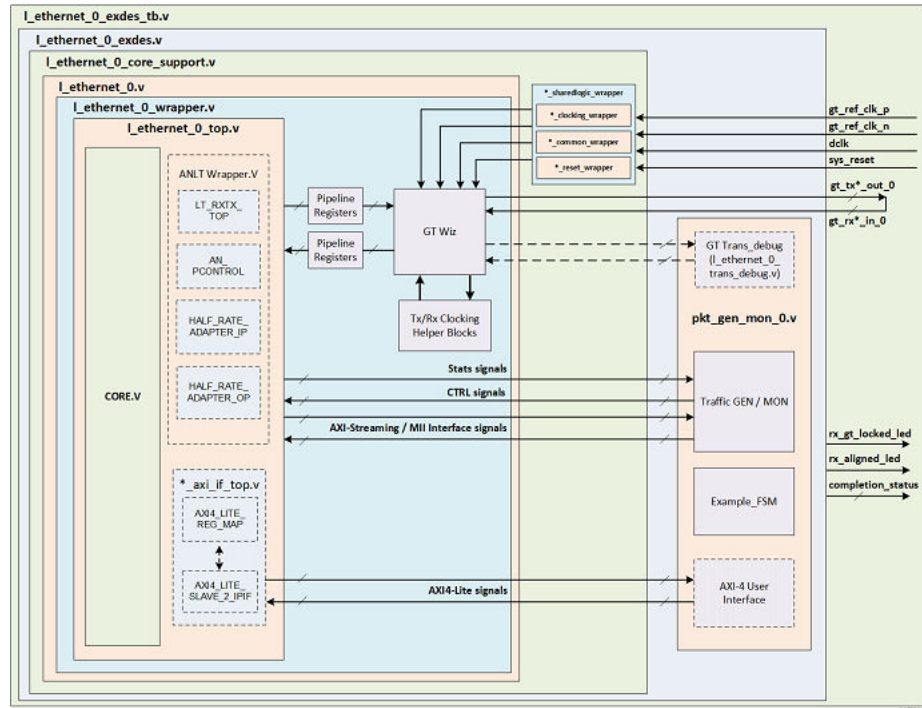 l_ethernet_0_exdes_tb.v
l_ethernet_0_exdes.v
l_ethernet_0_core_support.v
l_ethernet_0.v
l_ethernet_0_wrapper.v
l_ethernet_0_top.v
CORE.V
ANLT Wrapper.V
LT_RXTX_
TOP
AN_
PCONTROL
HALF_RATE_
ADAPTER_IP
HALF_RATE_
ADAPTER_OP
*_axi_if_top.v
AXI4_LITE_
REG_MAP
AXI4_LITE_
SLAVE_2_IPIF
Pipeline
Registers
Pipeline
Registers
GT Wiz
Tx/Rx Clocking
Helper Blocks
*_sharedlogic_wrapper
*_clocking_wrapper
*_common_wrapper
*_reset_wrapper
gt_ref_clk_p
gt_ref_clk_n
dclk
sys_reset
gt_tx*_out_0
gt_rx*_in_0
GT Trans_debug
(l_ethernet_0_
trans_debug.v)
pkt_gen_mon_0.v
Stats signals
CTRL signals
AXI-Streaming / MII Interface signals
Traffic GEN / MON
rx_gt_locked_led
rx_aligned_led
completion_status
Example_FSM
AXI4-Lite signals
AXI-4 User
Interface